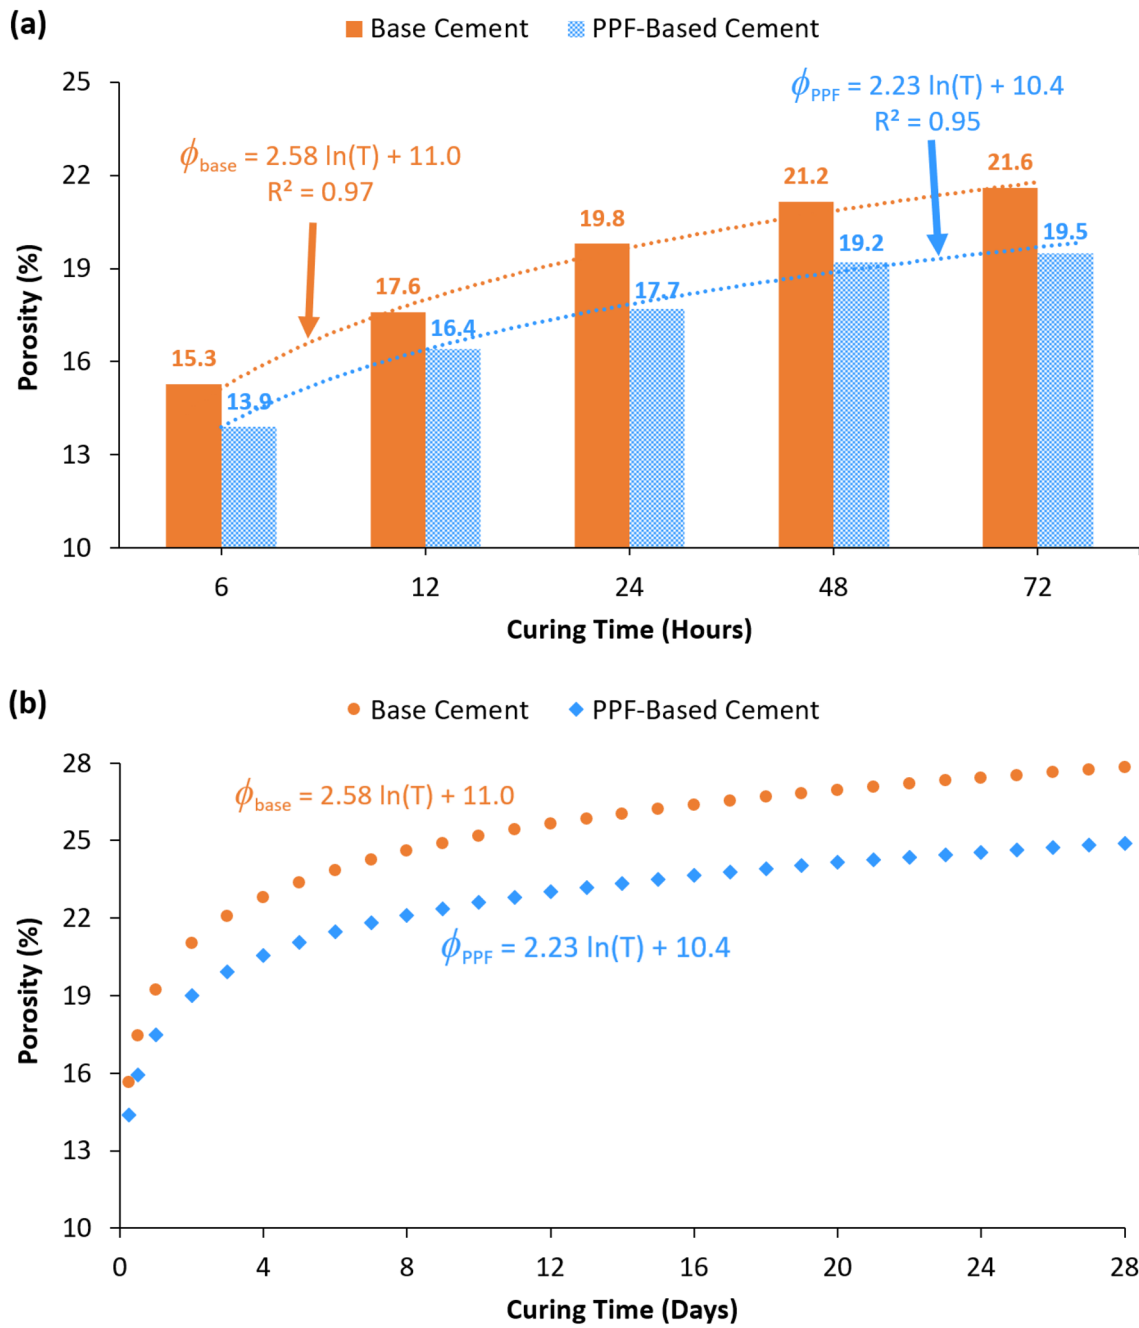 (a)
Base Cement PPF-Based Cement
ϕPPF = 2.23 ln(T) + 10.4
R² = 0.95
ϕbase = 2.58 ln(T) + 11.0
R² = 0.97
Porosity (%)
25
22
19
16
13
10
15.3
13.9
17.6
16.4
19.8
17.7
21.2
19.2
21.6
19.5
6 12 24 48 72
Curing Time (Hours)
(b)
Base Cement PPF-Based Cement
ϕbase = 2.58 ln(T) + 11.0
ϕPPF = 2.23 ln(T) + 10.4
Porosity (%)
28
25
22
19
16
13
10
0 4 8 12 16 20 24 28
Curing Time (Days)